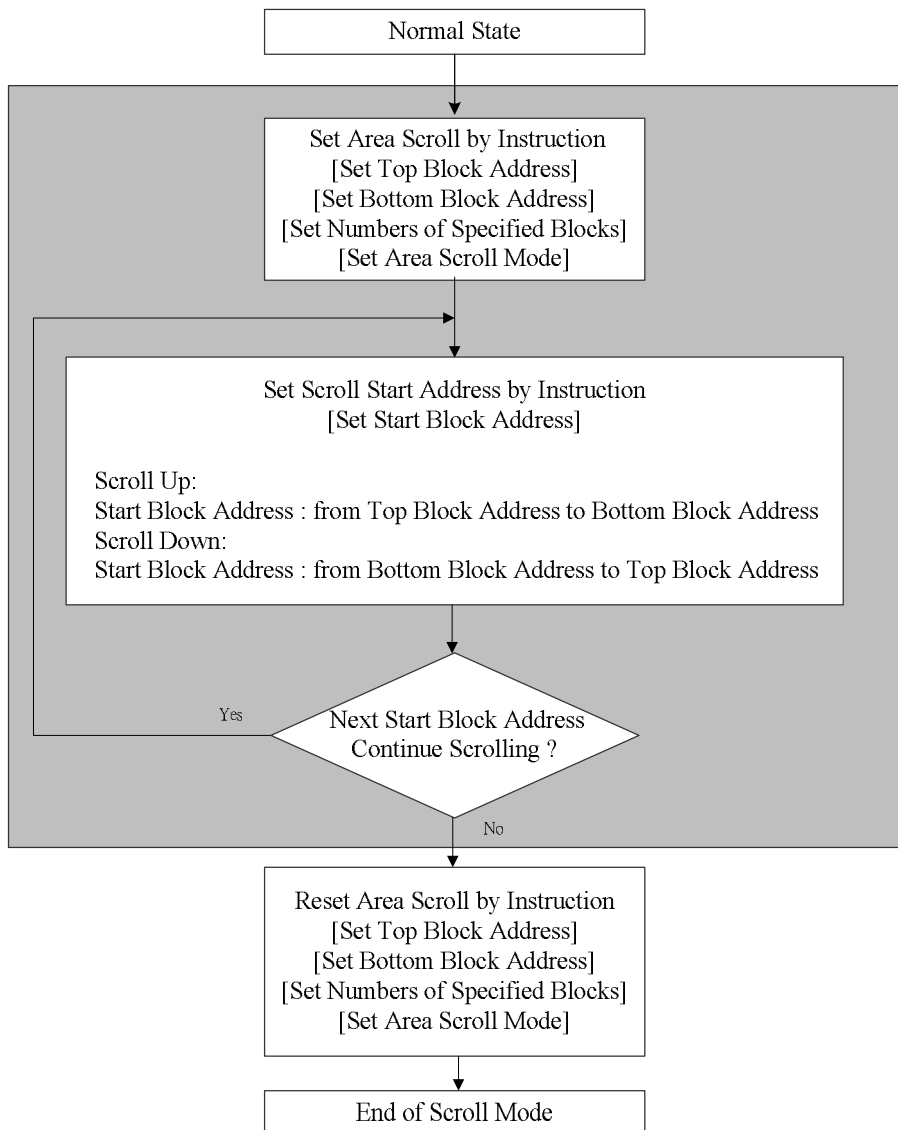 Normal State
Set Area Scroll by Instruction
[Set Top Block Address]
[Set Bottom Block Address]
[Set Numbers of Specified Blocks]
[Set Area Scroll Mode]
Set Scroll Start Address by Instruction
[Set Start Block Address]
Scroll Up:
Start Block Address : from Top Block Address to Bottom Block Address
Scroll Down:
Start Block Address : from Bottom Block Address to Top Block Address
Yes
Next Start Block Address
Continue Scrolling ?
No
Reset Area Scroll by Instruction
[Set Top Block Address]
[Set Bottom Block Address]
[Set Numbers of Specified Blocks]
[Set Area Scroll Mode]
End of Scroll Mode